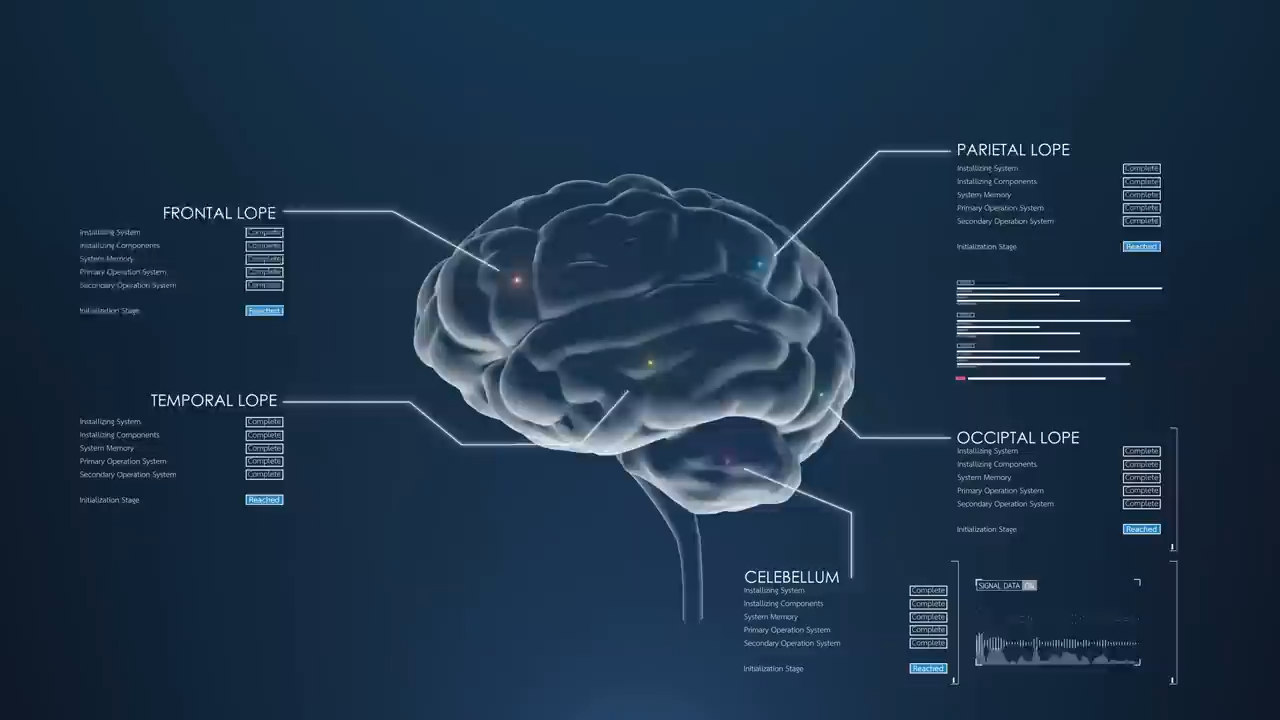 FRONTAL LOPE
Installizing System Complete
Installizing Components Complete
System Memory Complete
Primary Operation System Complete
Secondary Operation System Complete
Initialization Stage Reached
TEMPORAL LOPE
Installizing System Complete
Installizing Components Complete
System Memory Complete
Primary Operation System Complete
Secondary Operation System Complete
Initialization Stage Reached
PARIETAL LOPE
Installizing System Complete
Installizing Components Complete
System Memory Complete
Primary Operation System Complete
Secondary Operation System Complete
Initialization Stage Reached
OCCIPTAL LOPE
Installizing System Complete
Installizing Components Complete
System Memory Complete
Primary Operation System Complete
Secondary Operation System Complete
Initialization Stage Reached
CELEBELLUM
Installizing System Complete
Installizing Components Complete
System Memory Complete
Primary Operation System Complete
Secondary Operation System Complete
Initialization Stage Reached
SIGNAL DATA